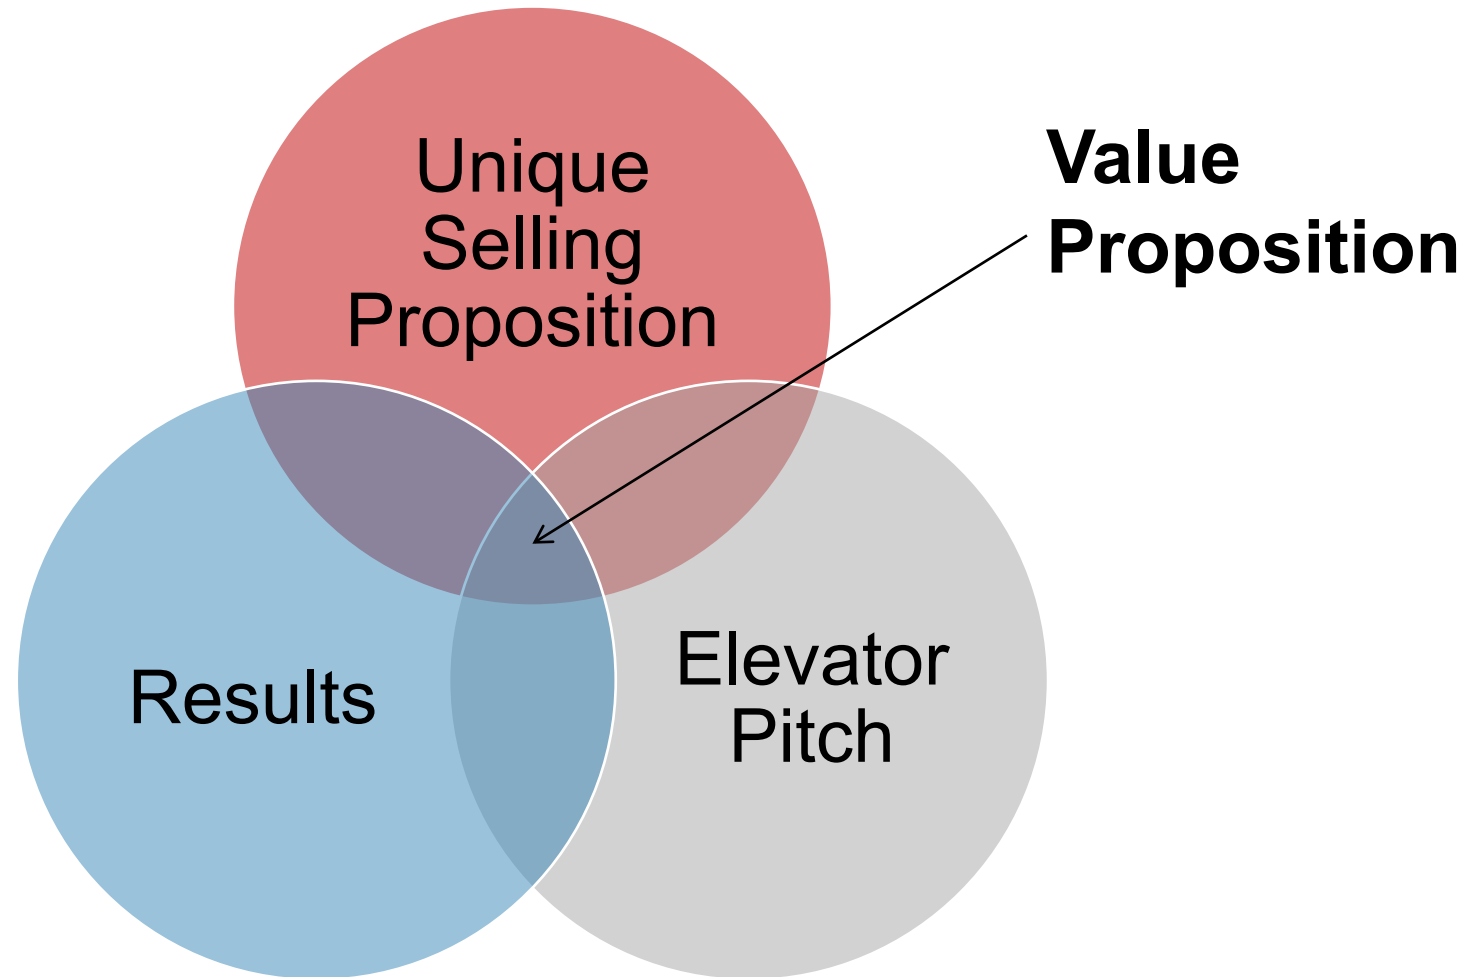 Unique
Selling
Proposition
Value
Proposition
Results
Elevator
Pitch